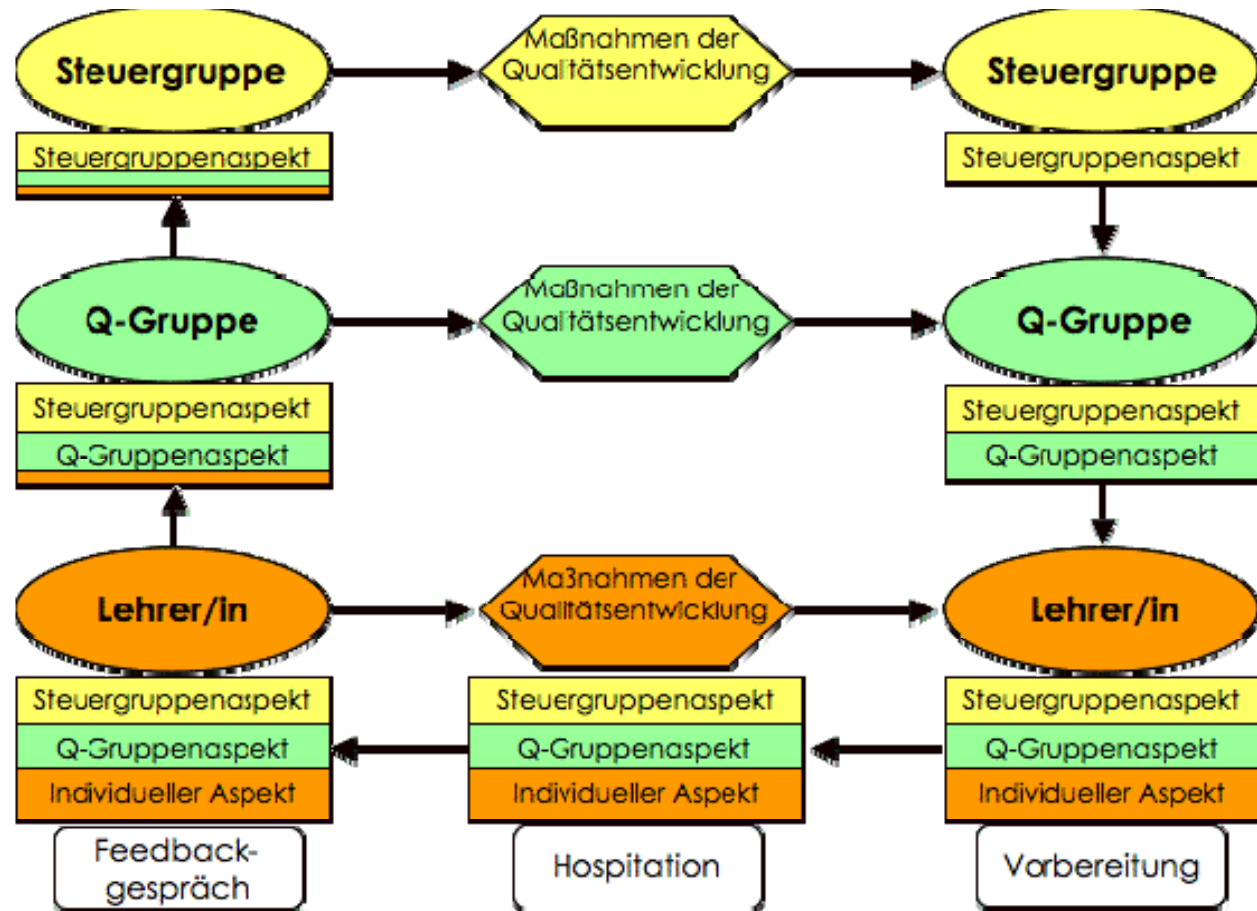 Steuergruppe
Maßnahmen der
Qualitätsentwicklung
Steuergruppe
Steuergruppenaspekt
Steuergruppenaspekt
Q-Gruppe
Maßnahmen der
Qualitätsentwicklung
Q-Gruppe
Steuergruppenaspekt
Q-Gruppenaspekt
Steuergruppenaspekt
Q-Gruppenaspekt
Lehrer/in
Maßnahmen der
Qualitätsentwicklung
Lehrer/in
Steuergruppenaspekt
Q-Gruppenaspekt
Individueller Aspekt
Steuergruppenaspekt
Q-Gruppenaspekt
Individueller Aspekt
Steuergruppenaspekt
Q-Gruppenaspekt
Individueller Aspekt
Feedback-
gespräch
Hospitation
Vorbereitung